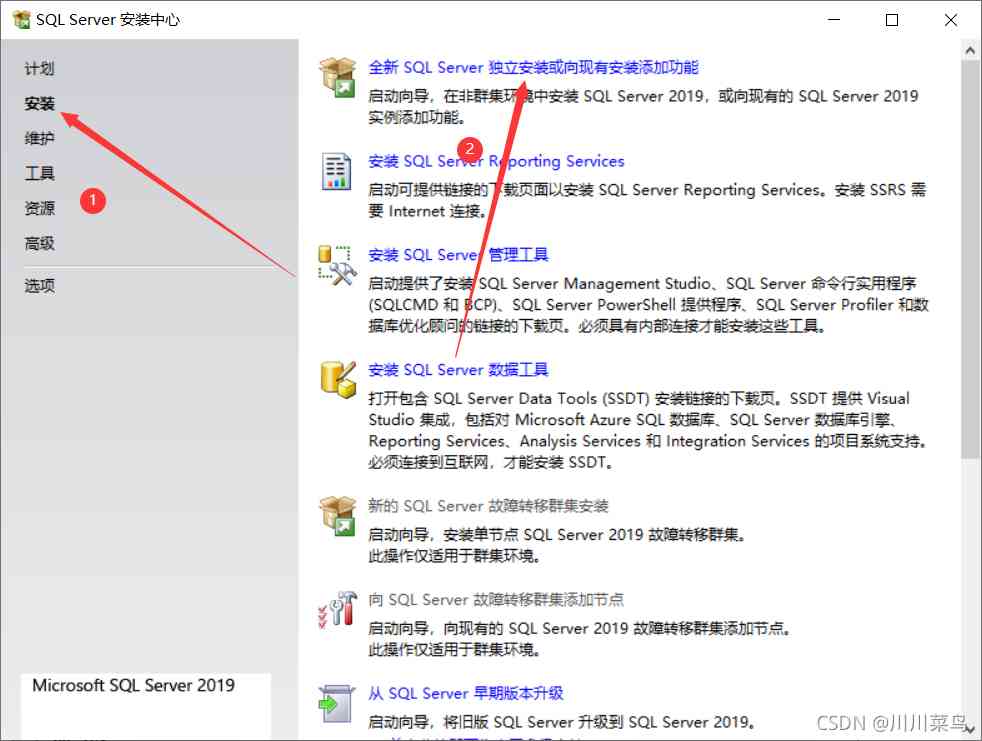 SQL Server 安装中心
计划
安装
维护
工具
资源
高级
选项
1
2
全新 SQL Server 独立安装或向现有安装添加功能
启动向导，在非群集环境中安装 SQL Server 2019，或向现有的 SQL Server 2019
实例添加功能。
安装 SQL Server Reporting Services
启动可提供链接的下载页面以安装 SQL Server Reporting Services。安装 SSRS 需
要 Internet 连接。
安装 SQL Server 管理工具
启动提供了安装 SQL Server Management Studio、SQL Server 命令行实用程序
(SQLCMD 和 BCP)、SQL Server PowerShell 提供程序、SQL Server Profiler 和数
据库优化顾问的链接的下载页。必须具有内部连接才能安装这些工具。
安装 SQL Server 数据工具
打开包含 SQL Server Data Tools (SSDT) 安装链接的下载页。SSDT 提供 Visual
Studio 集成，包括对 Microsoft Azure SQL 数据库、SQL Server 数据库引擎、
Reporting Services、Analysis Services 和 Integration Services 的项目系统支持。
必须连接到互联网，才能安装 SSDT。
新的 SQL Server 故障转移群集安装
启动向导，安装单节点 SQL Server 2019 故障转移群集。
此操作仅适用于群集环境。
向 SQL Server 故障转移群集添加节点
启动向导，向现有的 SQL Server 2019 故障转移群集添加节点。
此操作仅适用于群集环境。
从 SQL Server 早期版本升级
启动向导，将旧版 SQL Server 升级到 SQL Server 2019。
Microsoft SQL Server 2019
CSDN @川川菜鸟